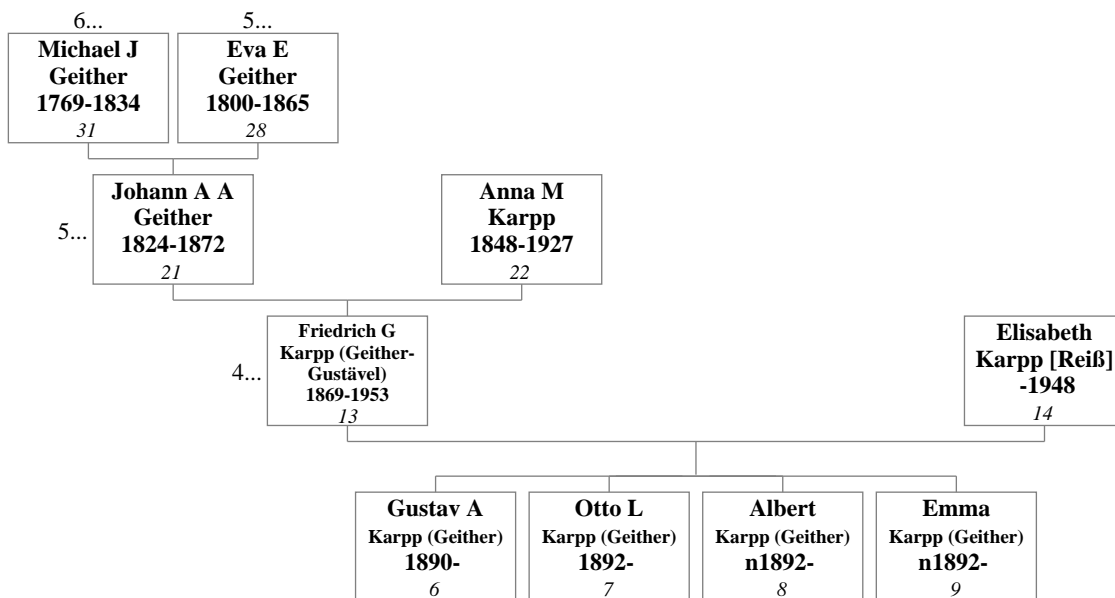 6...
5...
Michael J
Geither
1769-1834
31
Eva E
Geither
1800-1865
28
5...
Johann A A
Geither
1824-1872
21
Anna M
Karpp
1848-1927
22
4...
Friedrich G
Karpp (Geither-
Gustävel)
1869-1953
13
Elisabeth
Karpp [Reiß]
-1948
14
Gustav A
Karpp (Geither)
1890-
6
Otto L
Karpp (Geither)
1892-
7
Albert
Karpp (Geither)
n1892-
8
Emma
Karpp (Geither)
n1892-
9